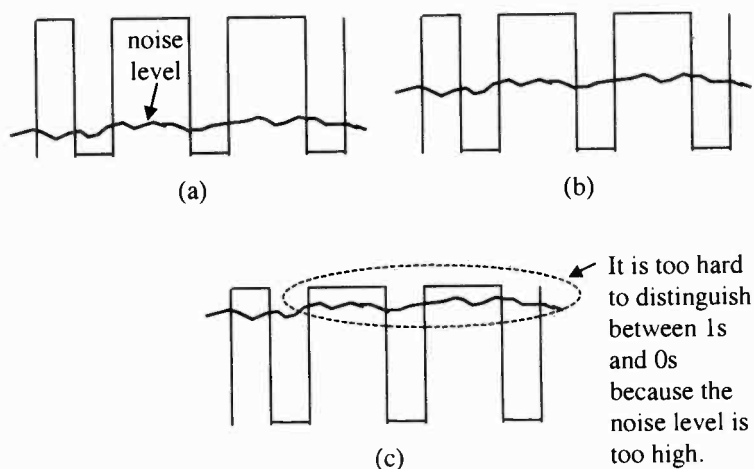 noise
level
(a)
(b)
It is too hard
to distinguish
between 1s
and 0s
because the
noise level is
too high.
(c)